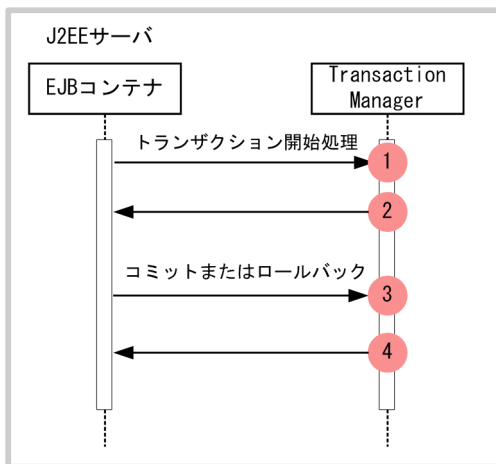 J2EEサーバ
EJBコンテナ
Transaction
Manager
トランザクション開始処理
1
2
コミットまたはロールバック
3
4